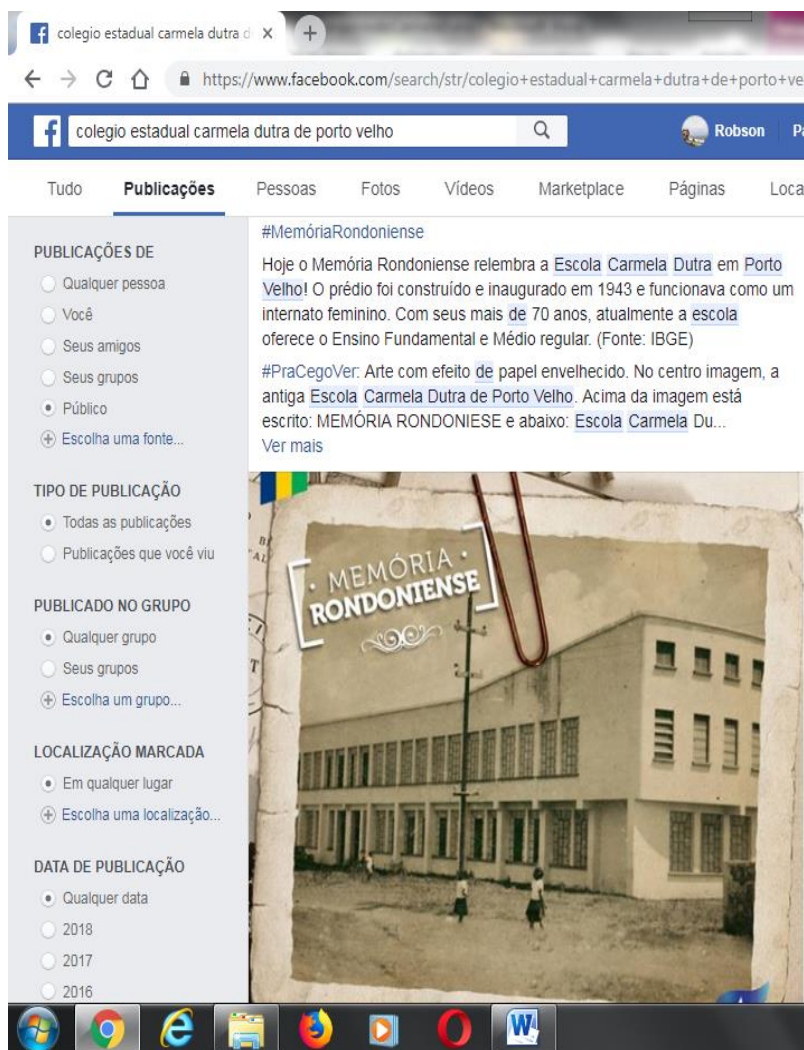 colegio estadual carmela dutra d
https://www.facebook.com/search/str/colegio+estadual+carmela+dutra+de+porto+ve
colegio estadual carmela dutra de porto velho
Robson
Tudo Publicações Pessoas Fotos Vídeos Marketplace Páginas Loca
PUBLICAÇÕES DE
Qualquer pessoa
Você
Seus amigos
Seus grupos
Público
Escolha uma fonte...
TIPO DE PUBLICAÇÃO
Todas as publicações
Publicações que você viu
PUBLICADO NO GRUPO
Qualquer grupo
Seus grupos
Escolha um grupo...
LOCALIZAÇÃO MARCADA
Em qualquer lugar
Escolha uma localização...
DATA DE PUBLICAÇÃO
Qualquer data
2018
2017
2016
#MemóriaRondoniense
Hoje o Memória Rondoniense relembra a Escola Carmela Dutra em Porto
Velho! O prédio foi construído e inaugurado em 1943 e funcionava como um
internato feminino. Com seus mais de 70 anos, atualmente a escola
oferece o Ensino Fundamental e Médio regular. (Fonte: IBGE)
#PraCegoVer: Arte com efeito de papel envelhecido. No centro imagem, a
antiga Escola Carmela Dutra de Porto Velho. Acima da imagem está
escrito: MEMÓRIA RONDONIESE e abaixo: Escola Carmela Du...
Ver mais
MEMÓRIA
RONDONIENSE